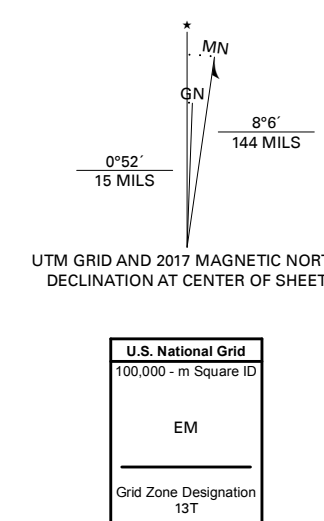 ★
MN
GN
8°6´
144 MILS
0°52´
15 MILS
UTM GRID AND 2017 MAGNETIC NORT
DECLINATION AT CENTER OF SHEET
U.S. National Grid
100,000 - m Square ID
EM
Grid Zone Designation
13T